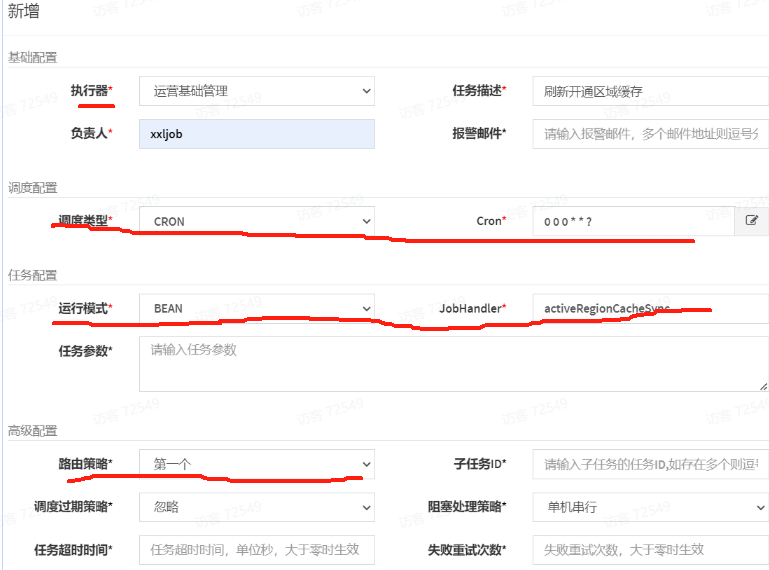 新增
基础配置
执行器* 运营基础管理 任务描述* 刷新开通区域缓存
负责人* xxljob 报警邮件* 请输入报警邮件，多个邮件地址则逗号分
调度配置
调度类型* CRON Cron* 0 0 0 * * ?
任务配置
运行模式* BEAN JobHandler* activeRegionCacheSync
任务参数* 请输入任务参数
高级配置
路由策略* 第一个 子任务ID* 请输入子任务的任务ID,如存在多个则逗号
调度过期策略* 忽略 阻塞处理策略* 单机串行
任务超时时间* 任务超时时间，单位秒，大于零时生效 失败重试次数* 失败重试次数，大于零时生效
访客 72549